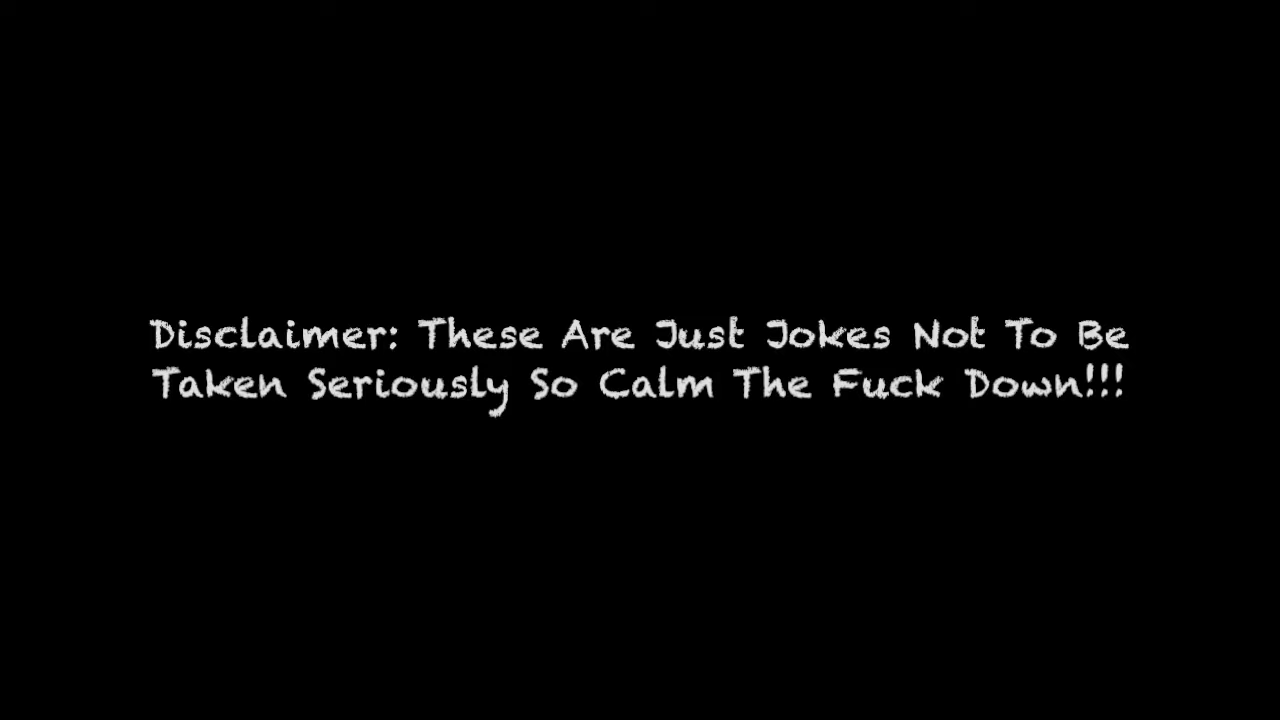 Disclaimer: These Are Just Jokes Not To Be
Taken Seriously So Calm The Fuck Down!!!